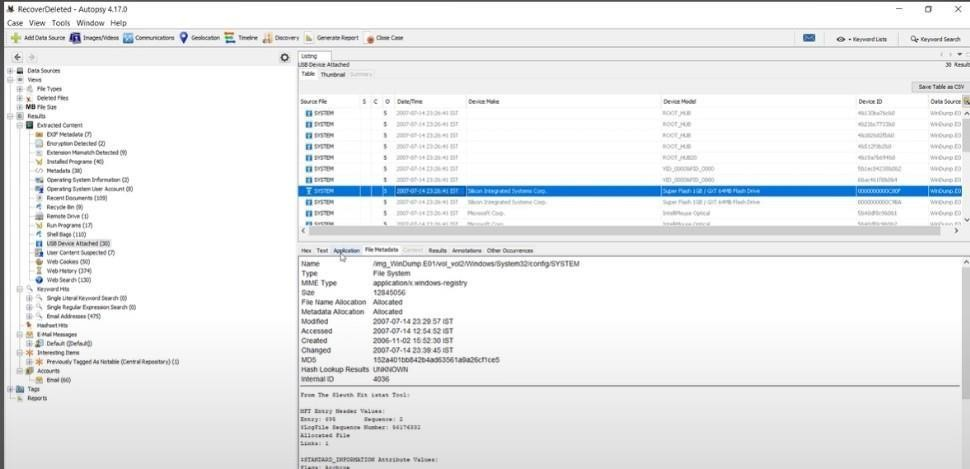 RecoverDeleted - Autopsy 4.17.0
Case View Tools Window Help
Add Data Source Images/Videos Communications Geolocation Timeline Discovery Generate Report Close Case Keyword Lists Keyword Search
Data Sources
Views
File Types
Deleted Files
MB File Size
Results
Extracted Content
EXIF Metadata (7)
Encryption Detected (2)
Extension Mismatch Detected (9)
Installed Programs (40)
Metadata (38)
Operating System Information (2)
Operating System User Account (8)
Recent Documents (109)
Recycle Bin (9)
Remote Drive (1)
Run Programs (17)
Shell Bags (110)
USB Device Attached (30)
User Content Suspected (7)
Web Cookies (50)
Web History (374)
Web Search (130)
Keyword Hits
Single Literal Keyword Search (0)
Single Regular Expression Search (0)
Email Addresses (475)
Hashset Hits
E-Mail Messages
Default ([Default])
Interesting Items
Previously Tagged As Notable (Central Repository) (1)
Accounts
Email (66)
Tags
Reports
Listing
USB Device Attached 30 Results
Table Thumbnail Summary
Save Table as CSV
Source File S C O Date/Time Device Make Device Model Device ID Data Source
SYSTEM 5 2007-07-14 23:26:41 IST ROOT_HUB WinDump.E0
SYSTEM 5 2007-07-14 23:26:41 IST ROOT_HUB WinDump.E0
SYSTEM 5 2007-07-14 23:26:41 IST ROOT_HUB WinDump.E0
SYSTEM 5 2007-07-14 23:26:41 IST ROOT_HUB WinDump.E0
SYSTEM 5 2007-07-14 23:26:41 IST ROOT_HUB20 WinDump.E0
SYSTEM 5 2007-07-14 23:26:41 IST WinDump.E0
SYSTEM 5 2007-07-14 23:26:41 IST WinDump.E0
SYSTEM 5 2007-07-14 23:26:41 IST Silicon Integrated Systems Corp. Super Flash 1GB / GXT 64MB Flash Drive WinDump.E0
SYSTEM 5 2007-07-14 23:26:41 IST Silicon Integrated Systems Corp. Super Flash 1GB / GXT 64MB Flash Drive WinDump.E0
SYSTEM 5 2007-07-14 23:26:41 IST Microsoft Corp. IntelliMouse Optical WinDump.E0
SYSTEM 5 2007-07-14 23:26:41 IST Microsoft Corp. IntelliMouse Optical WinDump.E0
Hex Text Application File Metadata Context Results Annotations Other Occurrences
Name /img_WinDump.E01/vol_vol2/Windows/System32/config/SYSTEM
Type File System
MIME Type application/x.windows-registry
Size 12845056
File Name Allocation Allocated
Metadata Allocation Allocated
Modified 2007-07-14 23:29:57 IST
Accessed 2007-07-14 12:54:52 IST
Created 2006-11-02 15:52:30 IST
Changed 2007-07-14 23:39:45 IST
MD5 152a401bb842b4ad63561a9a26cf1ce5
Hash Lookup Results UNKNOWN
Internal ID 4036
From The Sleuth Kit istat Tool:
MFT Entry Header Values:
Entry: 695 Sequence: 2
$LogFile Sequence Number: 86176332
Allocated File
Links: 1
$STANDARD_INFORMATION Attribute Values:
Flags: Archive